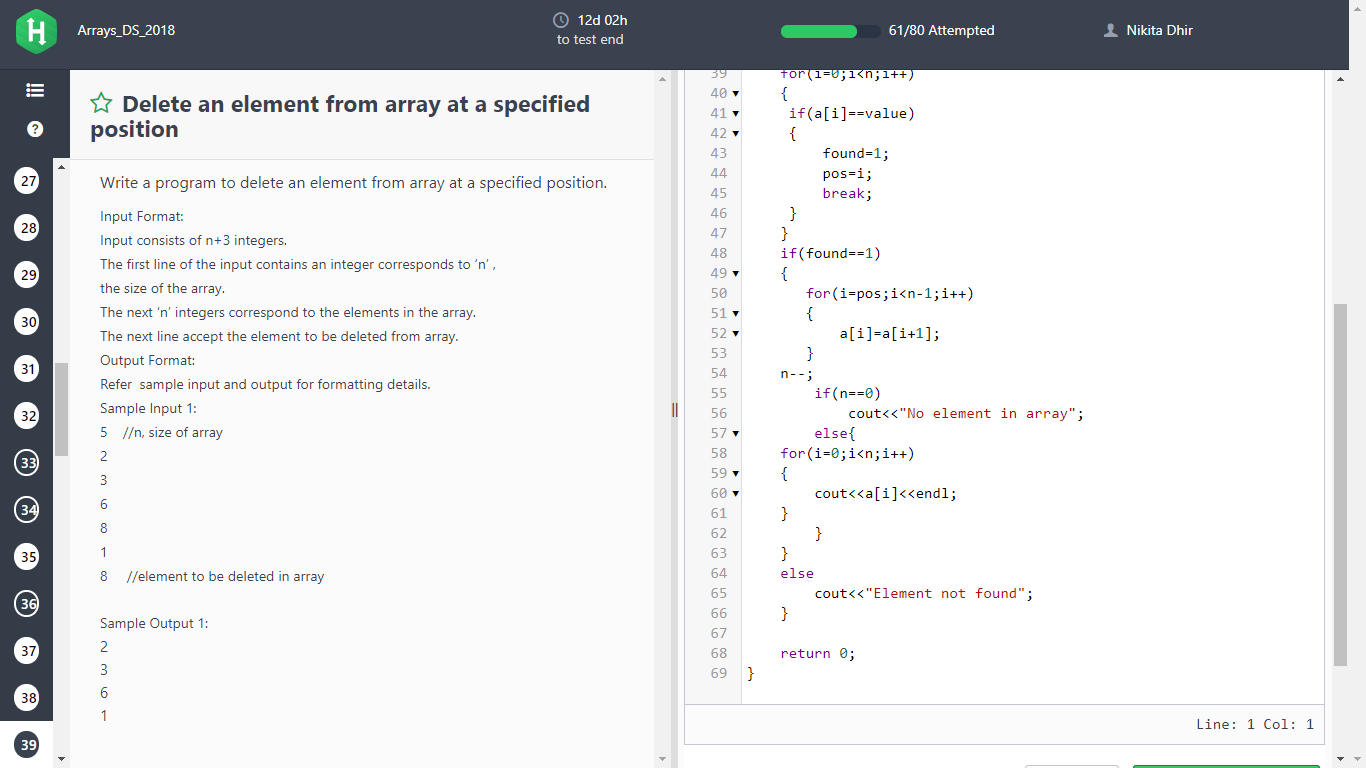 Arrays_DS_2018
12d 02h
to test end
61/80 Attempted
Nikita Dhir
?
27
28
29
30
31
32
33
34
35
36
37
38
39
Delete an element from array at a specified
position
Write a program to delete an element from array at a specified position.
Input Format:
Input consists of n+3 integers.
The first line of the input contains an integer corresponds to ‘n’ ,
the size of the array.
The next ‘n’ integers correspond to the elements in the array.
The next line accept the element to be deleted from array.
Output Format:
Refer  sample input and output for formatting details.
Sample Input 1:
5    //n, size of array
2
3
6
8
1
8     //element to be deleted in array
Sample Output 1:
2
3
6
1
39     for(i=0;i<n;i++)
40     {
41      if(a[i]==value)
42      {
43          found=1;
44          pos=i;
45          break;
46      }
47     }
48     if(found==1)
49     {
50        for(i=pos;i<n-1;i++)
51        {
52            a[i]=a[i+1];
53        }
54     n--;
55         if(n==0)
56             cout<<"No element in array";
57         else{
58     for(i=0;i<n;i++)
59     {
60         cout<<a[i]<<endl;
61     }
62         }
63     }
64     else
65         cout<<"Element not found";
66     }
67
68     return 0;
69 }
Line: 1 Col: 1